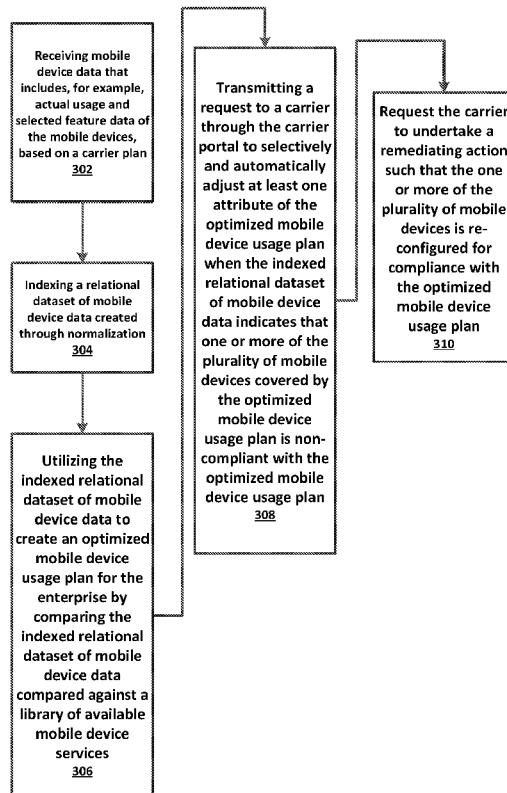 Receiving mobile
device data that
includes, for example,
actual usage and
selected feature data of
the mobile devices,
based on a carrier plan
302
Indexing a relational
dataset of mobile
device data created
through normalization
304
Utilizing the
indexed relational
dataset of mobile
device data to
create an optimized
mobile device
usage plan for the
enterprise by
comparing the
indexed relational
dataset of mobile
device data
compared against a
library of available
mobile device
services
306
Transmitting a
request to a carrier
through the carrier
portal to selectively
and automatically
adjust at least one
attribute of the
optimized mobile
device usage plan
when the indexed
relational dataset
of mobile device
data indicates that
one or more of the
plurality of mobile
devices covered by
the optimized
mobile device
usage plan is non-
compliant with the
optimized mobile
device usage plan
308
Request the carrier
to undertake a
remediating action
such that the one
or more of the
plurality of mobile
devices is re-
configured for
compliance with
the optimized
mobile device
usage plan
310